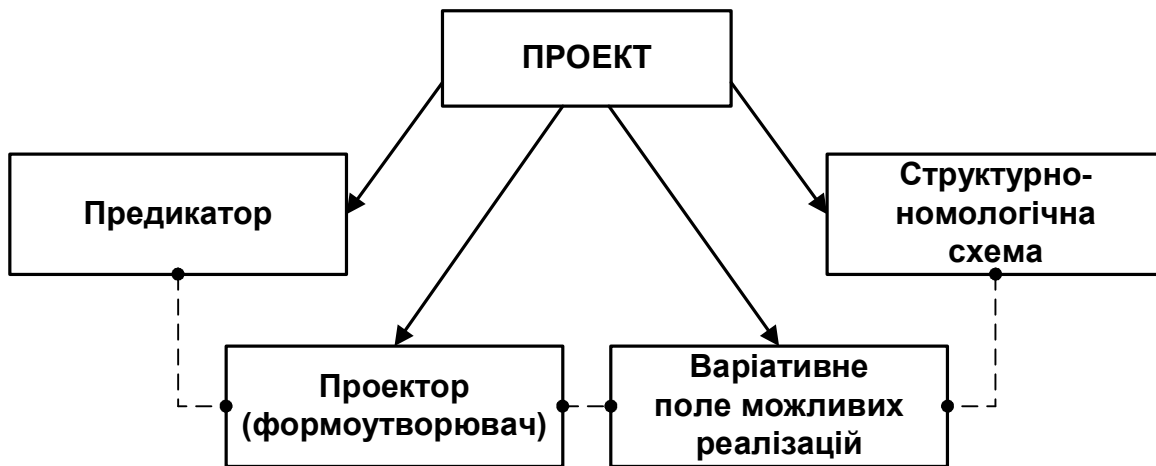 ПРОЕКТ
Предикатор
Структурно-
номологічна
схема
Проектор
(формоутворювач)
Варіативне
поле можливих
реалізацій